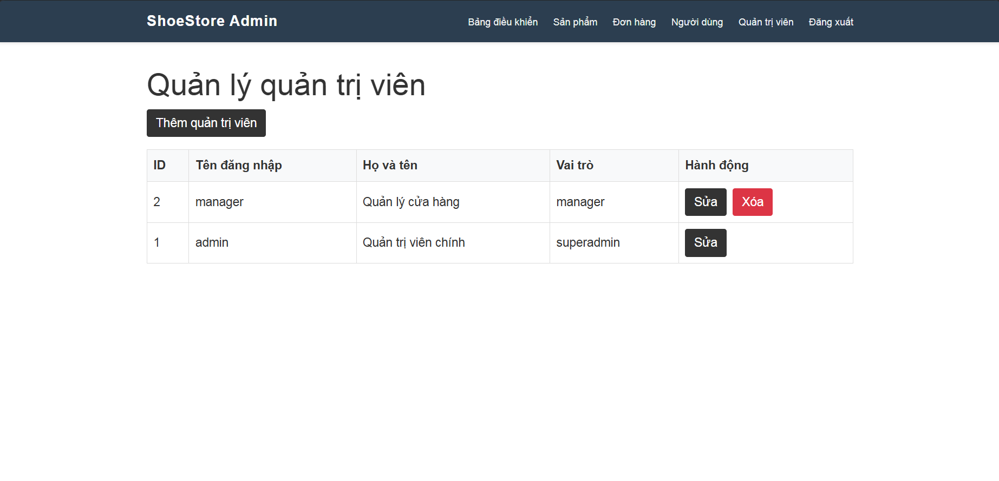 ShoeStore Admin Bảng điều khiển Sản phẩm Đơn hàng Người dùng Quản trị viên Đăng xuất
Quản lý quản trị viên
Thêm quản trị viên
ID Tên đăng nhập Họ và tên Vai trò Hành động
2 manager Quản lý cửa hàng manager Sửa Xóa
1 admin Quản trị viên chính superadmin Sửa